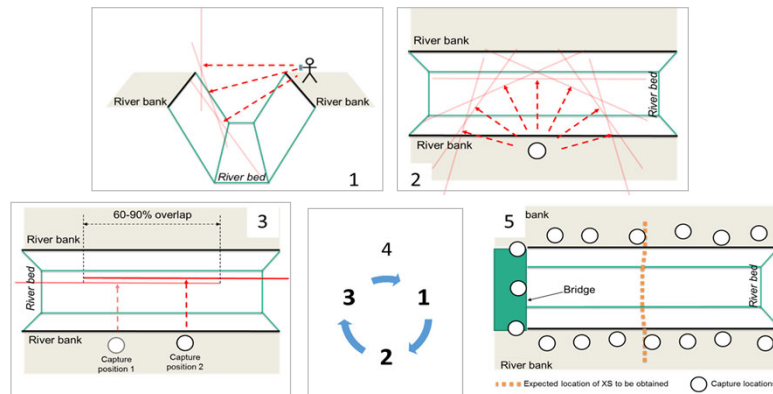 River bank
River bank
River bed
1
River bank
River bed
River bank
2
60-90% overlap
3
River bank
River bed
River bank
Capture
position 1
Capture
position 2
4
3
1
2
5
bank
Bridge
River bed
River bank
Expected location of XS to be obtained
Capture location